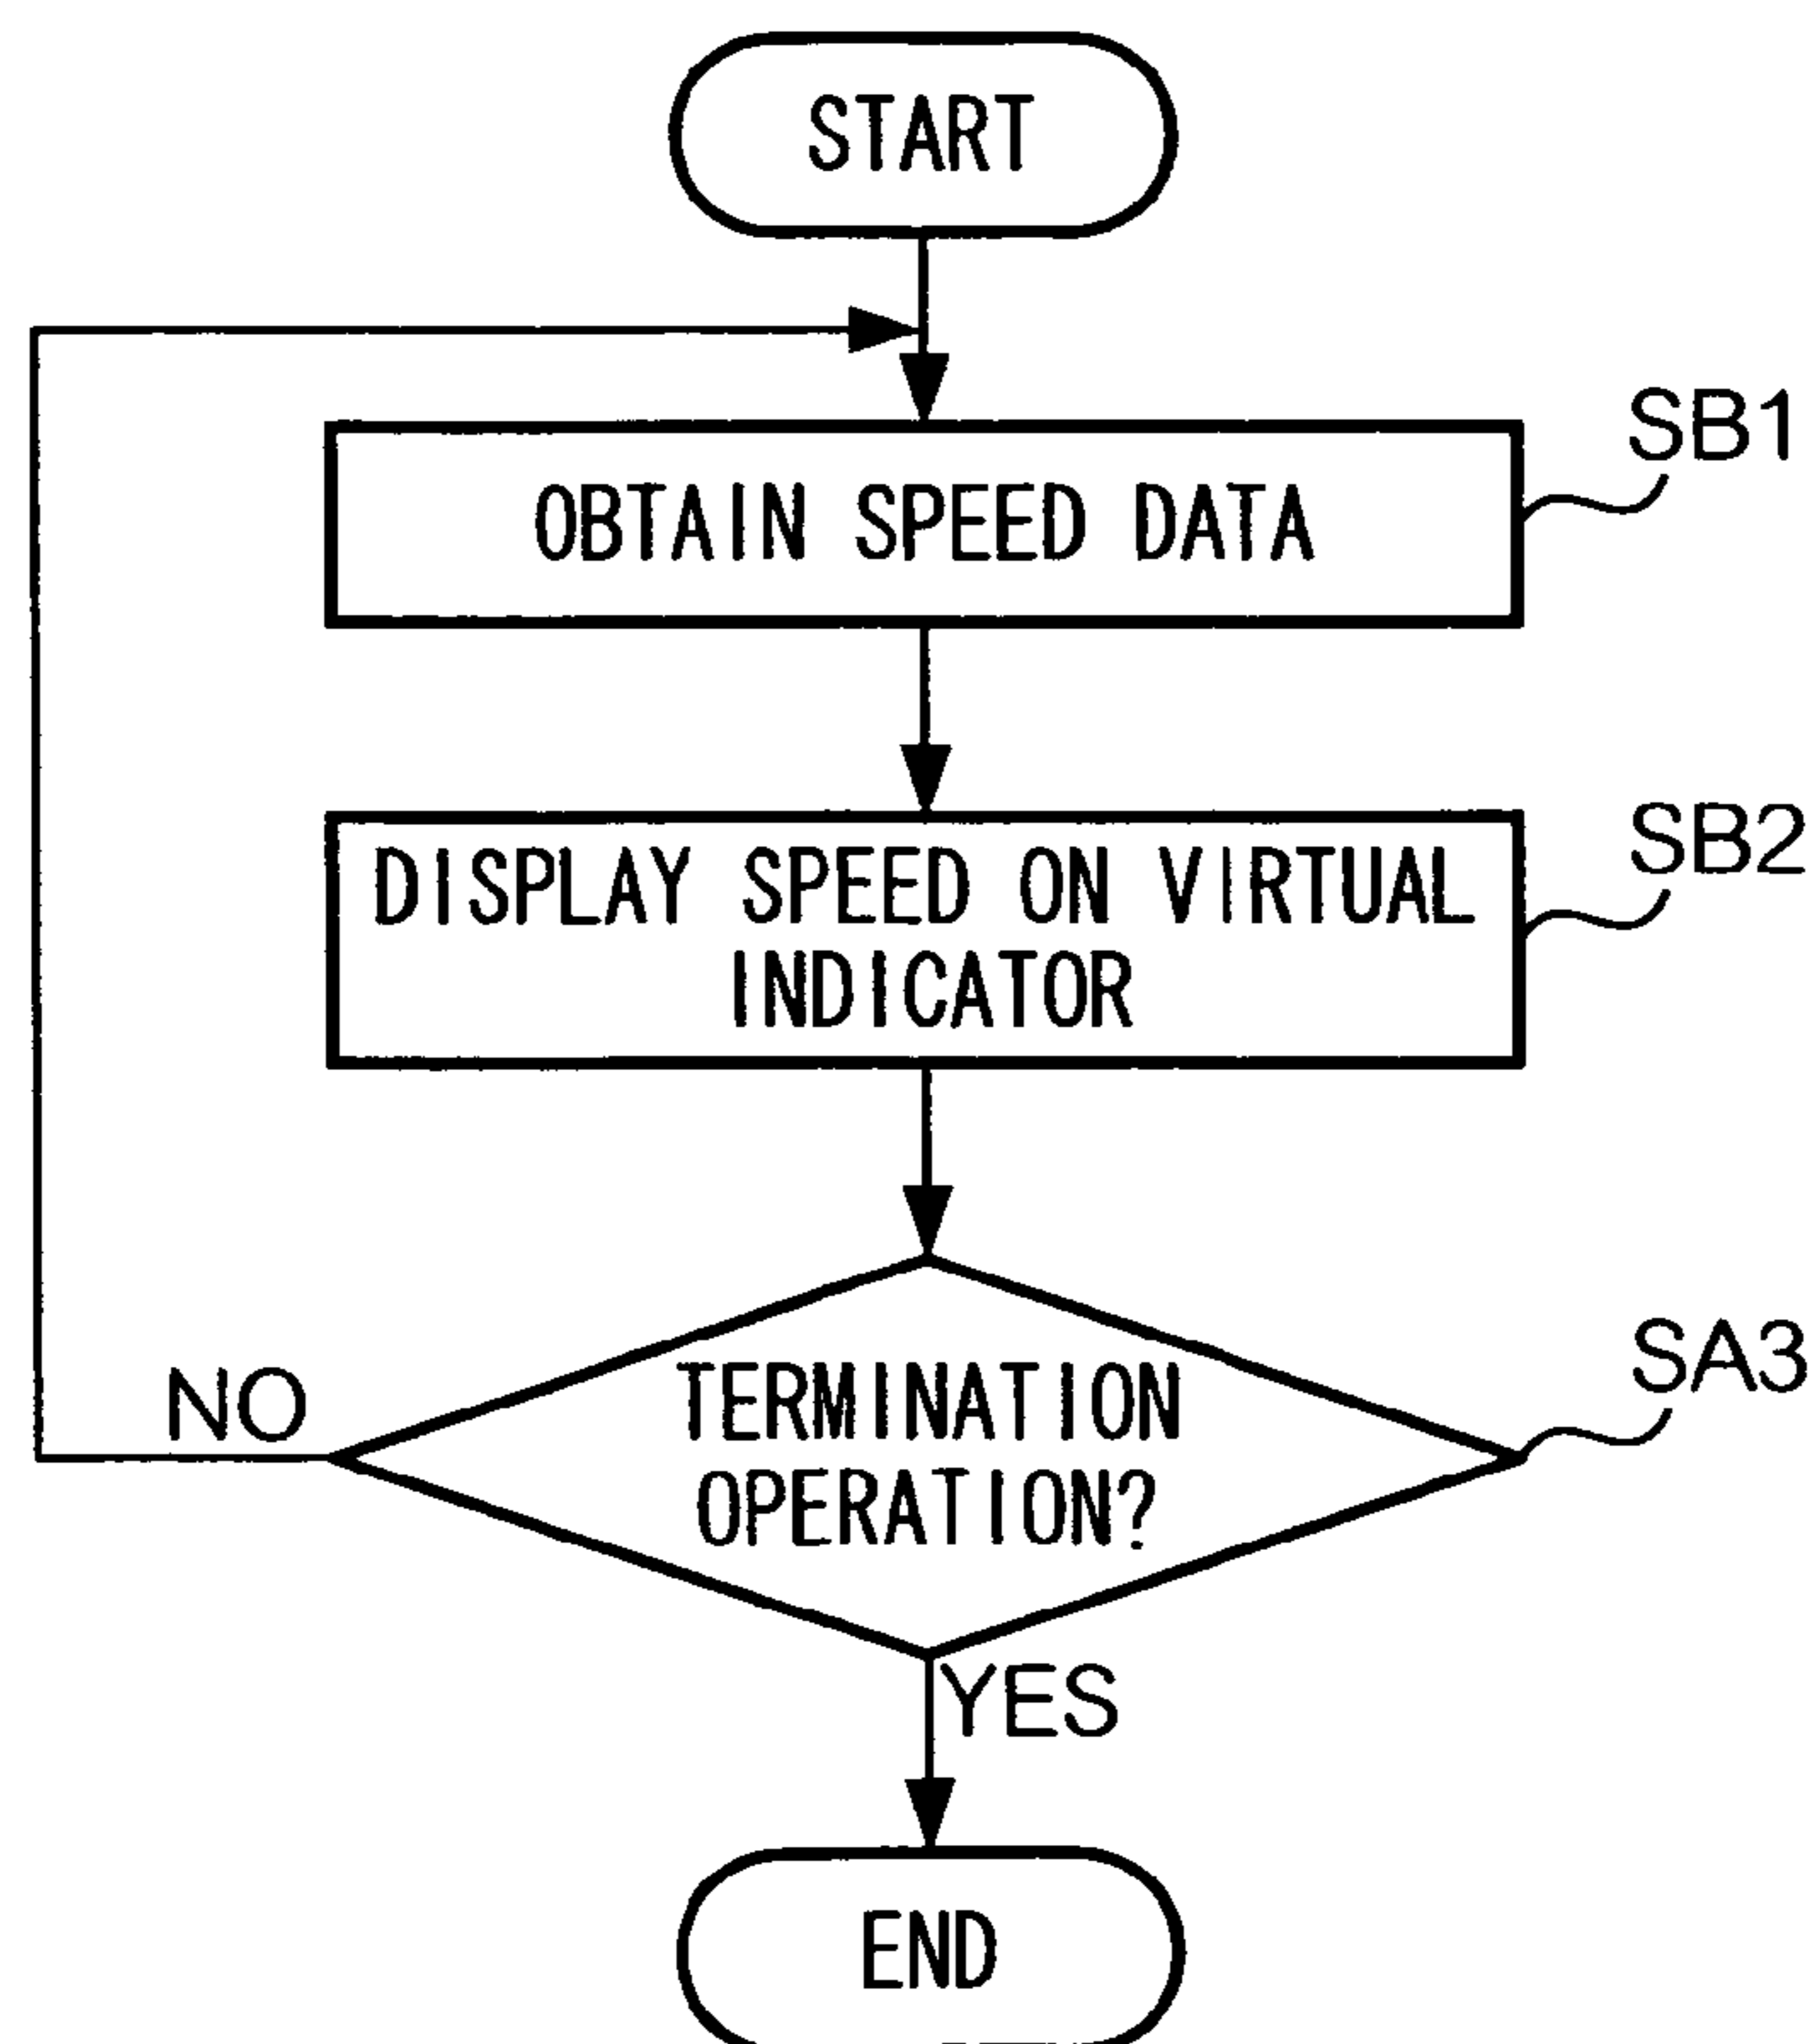 START
SB1
OBTAIN SPEED DATA
SB2
DISPLAY SPEED ON VIRTUAL
INDICATOR
SA3
NO
TERMINATION
OPERATION?
YES
END